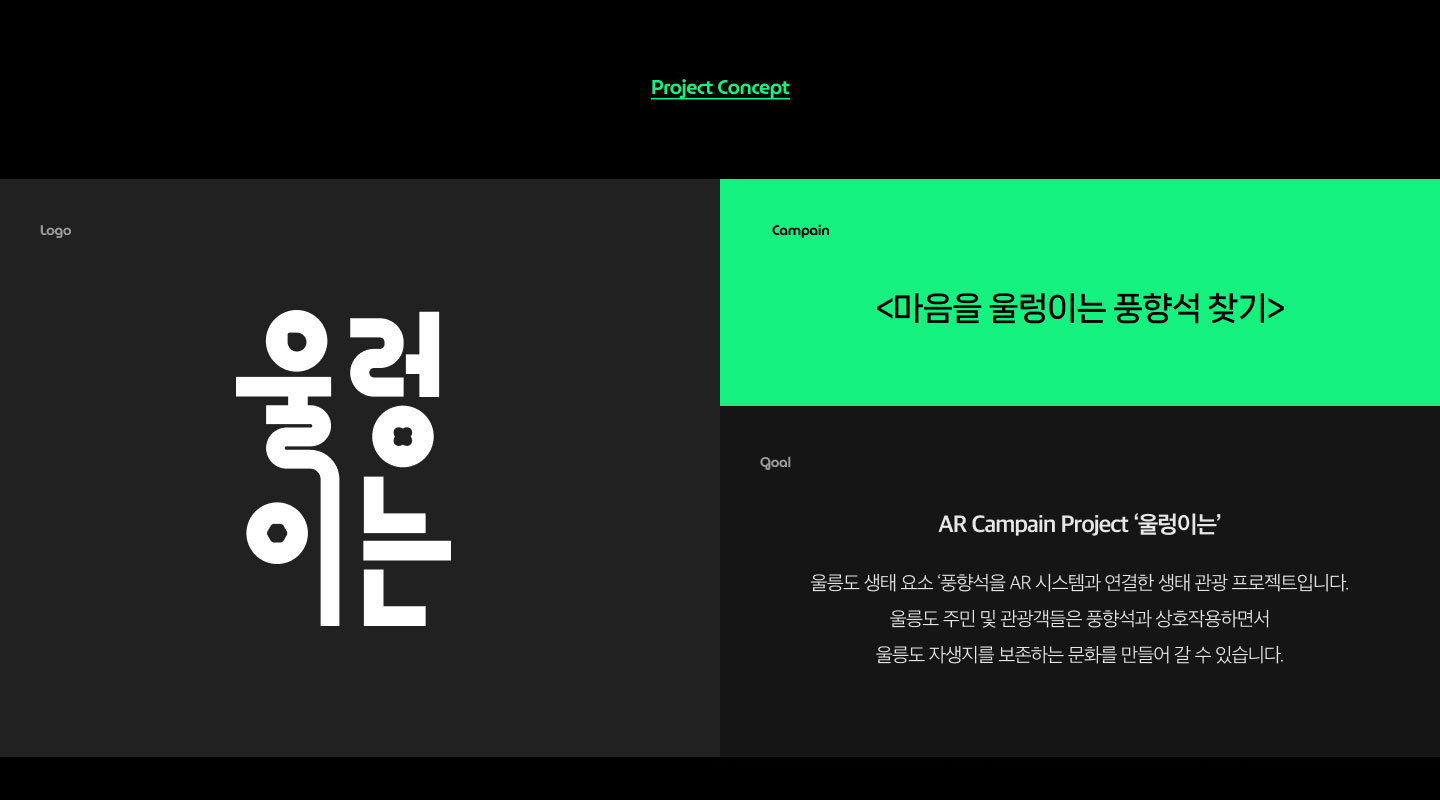 Project Concept
Logo
울렁
이는
Campain
<마음을 울렁이는 풍향석 찾기>
Goal
AR Campain Project ‘울렁이는’
울릉도 생태 요소 ‘풍향석을 AR 시스템과 연결한 생태 관광 프로젝트입니다.
울릉도 주민 및 관광객들은 풍향석과 상호작용하면서
울릉도 자생지를 보존하는 문화를 만들어 갈 수 있습니다.